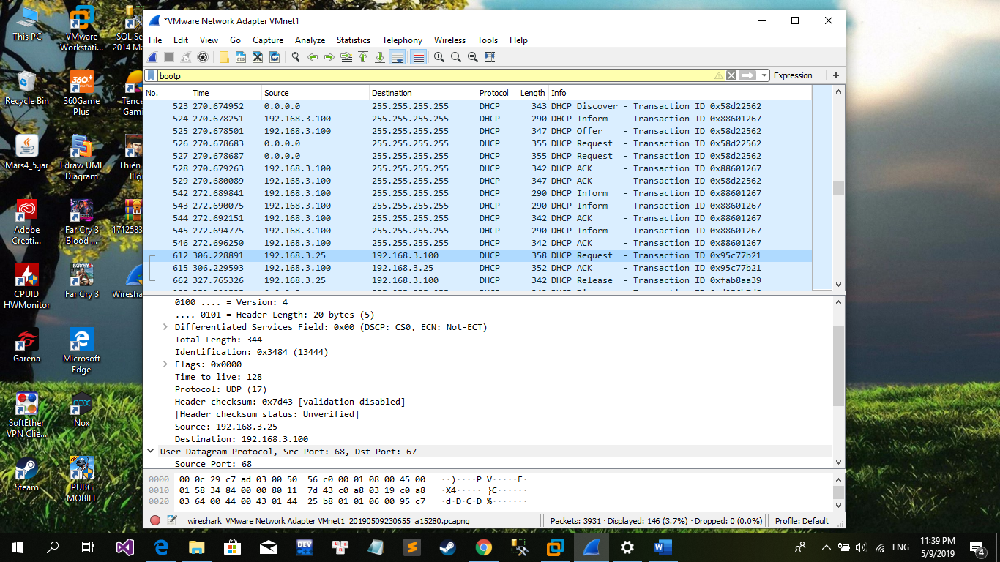 *VMware Network Adapter VMnet1
File Edit View Go Capture Analyze Statistics Telephony Wireless Tools Help
bootp
Expression…
+
No. Time Source Destination Protocol Length Info
523 270.674952 0.0.0.0 255.255.255.255 DHCP 343 DHCP Discover - Transaction ID 0x58d22562
524 270.678251 192.168.3.100 255.255.255.255 DHCP 290 DHCP Inform - Transaction ID 0x88601267
525 270.678501 192.168.3.100 255.255.255.255 DHCP 347 DHCP Offer - Transaction ID 0x58d22562
526 270.678683 0.0.0.0 255.255.255.255 DHCP 355 DHCP Request - Transaction ID 0x58d22562
527 270.678687 0.0.0.0 255.255.255.255 DHCP 355 DHCP Request - Transaction ID 0x58d22562
528 270.679263 192.168.3.100 255.255.255.255 DHCP 342 DHCP ACK - Transaction ID 0x88601267
529 270.680089 192.168.3.100 255.255.255.255 DHCP 347 DHCP ACK - Transaction ID 0x58d22562
542 272.689841 192.168.3.100 255.255.255.255 DHCP 290 DHCP Inform - Transaction ID 0x88601267
543 272.690075 192.168.3.100 255.255.255.255 DHCP 290 DHCP Inform - Transaction ID 0x88601267
544 272.692151 192.168.3.100 255.255.255.255 DHCP 342 DHCP ACK - Transaction ID 0x88601267
545 272.694775 192.168.3.100 255.255.255.255 DHCP 290 DHCP Inform - Transaction ID 0x88601267
546 272.696250 192.168.3.100 255.255.255.255 DHCP 342 DHCP ACK - Transaction ID 0x88601267
612 306.228891 192.168.3.25 192.168.3.100 DHCP 358 DHCP Request - Transaction ID 0x95c77b21
615 306.229593 192.168.3.100 192.168.3.25 DHCP 352 DHCP ACK - Transaction ID 0x95c77b21
662 327.765326 192.168.3.25 192.168.3.100 DHCP 342 DHCP Release - Transaction ID 0xfab8aa39
0100 .... = Version: 4
.... 0101 = Header Length: 20 bytes (5)
Differentiated Services Field: 0x00 (DSCP: CS0, ECN: Not-ECT)
Total Length: 344
Identification: 0x3484 (13444)
Flags: 0x0000
Time to live: 128
Protocol: UDP (17)
Header checksum: 0x7d43 [validation disabled]
[Header checksum status: Unverified]
Source: 192.168.3.25
Destination: 192.168.3.100
User Datagram Protocol, Src Port: 68, Dst Port: 67
Source Port: 68
0000 00 0c 29 c7 ad 03 00 50 56 c0 00 01 08 00 45 00 ··)····P V·····E·
0010 01 58 34 84 00 00 80 11 7d 43 c0 a8 03 19 c0 a8 ·X4····· }C······
0020 03 64 00 44 00 43 01 44 25 b8 01 01 06 00 95 c7 ·d·D·C·D %·······
wireshark_VMware Network Adapter VMnet1_20190509230655_a15280.pcapng
Packets: 3931 · Displayed: 146 (3.7%) · Dropped: 0 (0.0%)
Profile: Default
This PC
VMware
Workstati...
SQL Se
2014 Ma
Recycle Bin
360Game
Plus
Tence
Gami
Mars4_5.jar
Edraw UML
Diagram
Thiên
Hộ
Adobe
Creati...
Far Cry 3
Blood ...
1712583
CPUID
HWMonitor
Far Cry 3
Wiresha
Garena
Microsoft
Edge
SoftEther
VPN Clie...
Nox
Steam
PUBG
MOBILE
ENG
11:39 PM
5/9/2019
4